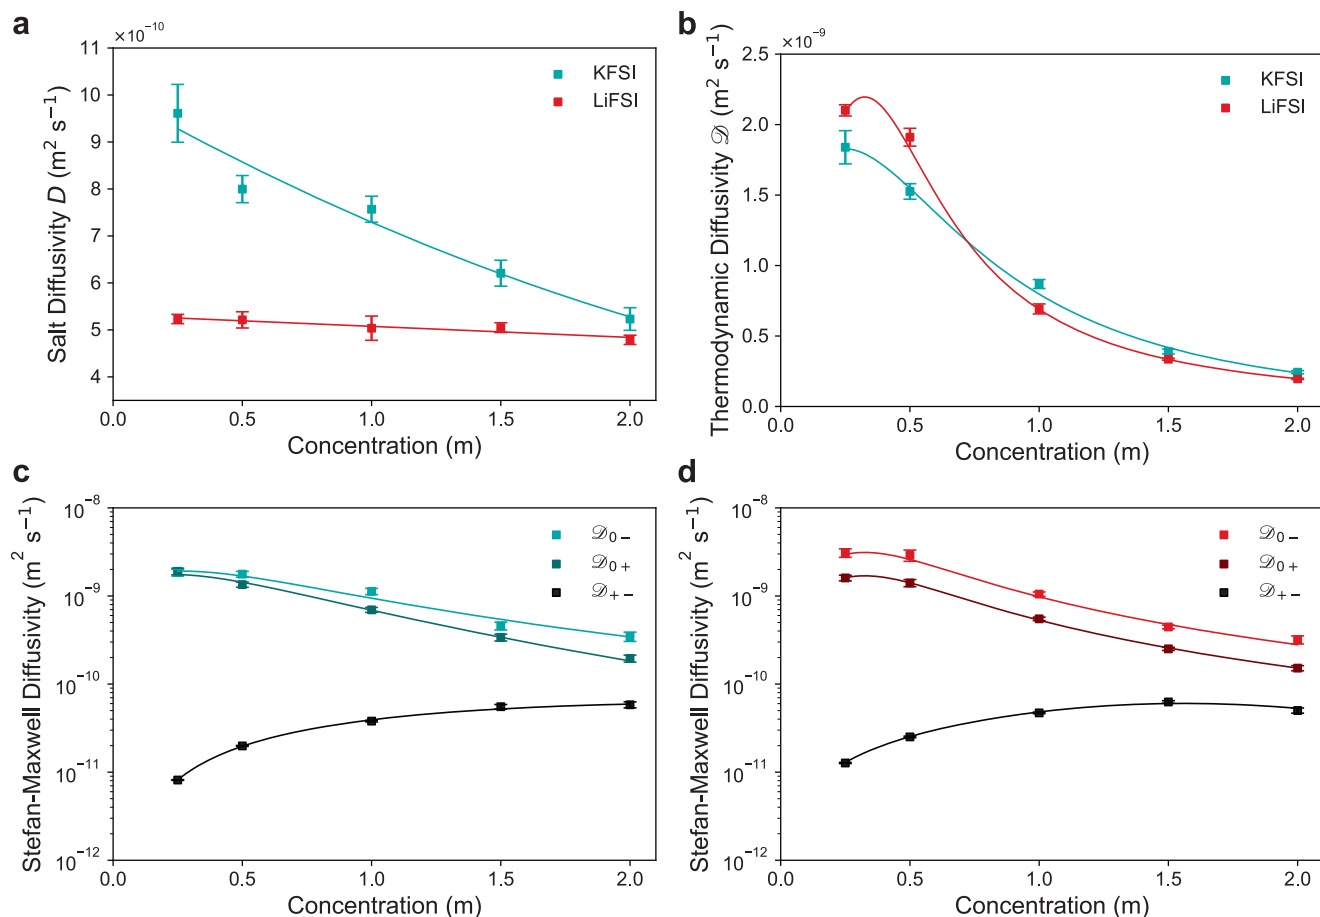 a
×10⁻¹⁰
Salt Diffusivity D (m² s⁻¹)
11
10
9
8
7
6
5
4
KFSI
LiFSI
0.0 0.5 1.0 1.5 2.0
Concentration (m)
b
×10⁻⁹
Thermodynamic Diffusivity 𝒟 (m² s⁻¹)
2.5
2.0
1.5
1.0
0.5
0.0
KFSI
LiFSI
0.0 0.5 1.0 1.5 2.0
Concentration (m)
c
Stefan-Maxwell Diffusivity (m² s⁻¹)
10⁻⁸
10⁻⁹
10⁻¹⁰
10⁻¹¹
10⁻¹²
𝒟₀₋
𝒟₀₊
𝒟₊₋
0.0 0.5 1.0 1.5 2.0
Concentration (m)
d
Stefan-Maxwell Diffusivity (m² s⁻¹)
10⁻⁸
10⁻⁹
10⁻¹⁰
10⁻¹¹
10⁻¹²
𝒟₀₋
𝒟₀₊
𝒟₊₋
0.0 0.5 1.0 1.5 2.0
Concentration (m)